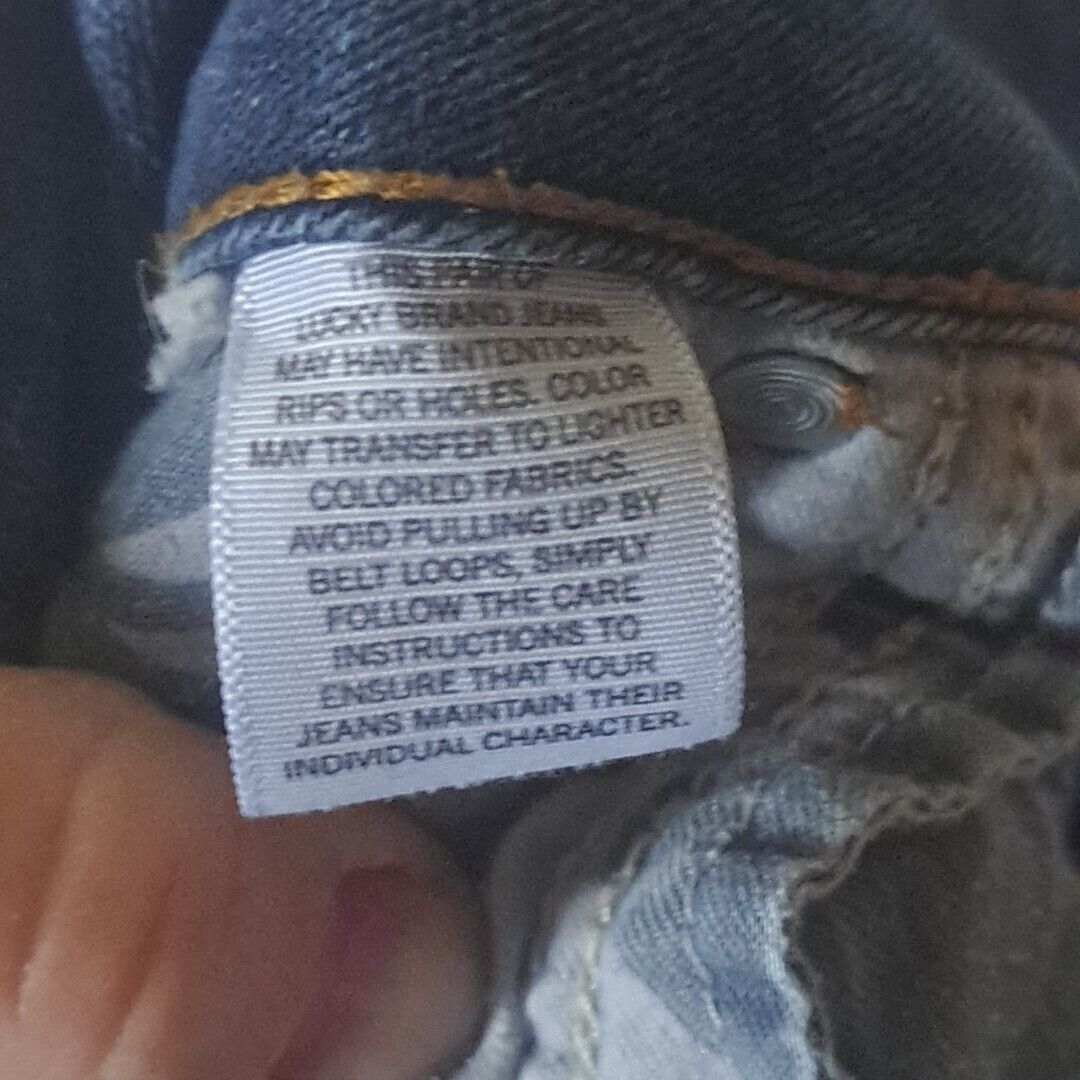 THIS PAIR OF
LUCKY BRAND JEANS
MAY HAVE INTENTIONAL
RIPS OR HOLES. COLOR
MAY TRANSFER TO LIGHTER
COLORED FABRICS.
AVOID PULLING UP BY
BELT LOOPS, SIMPLY
FOLLOW THE CARE
INSTRUCTIONS TO
ENSURE THAT YOUR
JEANS MAINTAIN THEIR
INDIVIDUAL CHARACTER.